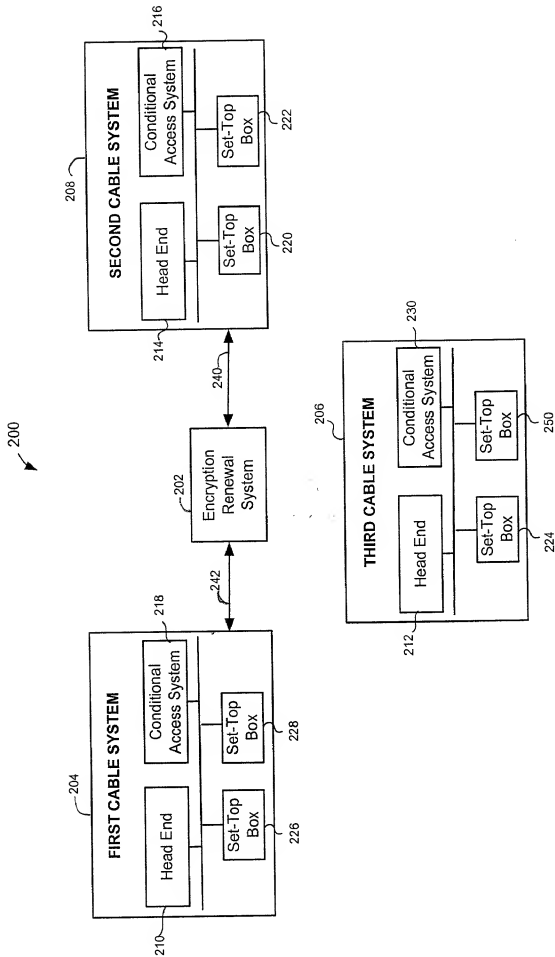 200
204
FIRST CABLE SYSTEM
Head End
210
Conditional
Access System
218
Set-Top
Box
226
Set-Top
Box
228
242
202
Encryption
Renewal
System
240
208
SECOND CABLE SYSTEM
Head End
214
Conditional
Access System
216
Set-Top
Box
220
Set-Top
Box
222
206
THIRD CABLE SYSTEM
Head End
212
Conditional
Access System
230
Set-Top
Box
224
Set-Top
Box
250